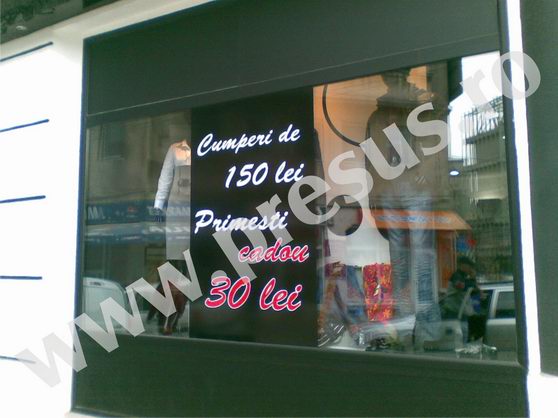 Cumperi de
150 lei
Primesti
cadou
30 lei
www.presus.ro